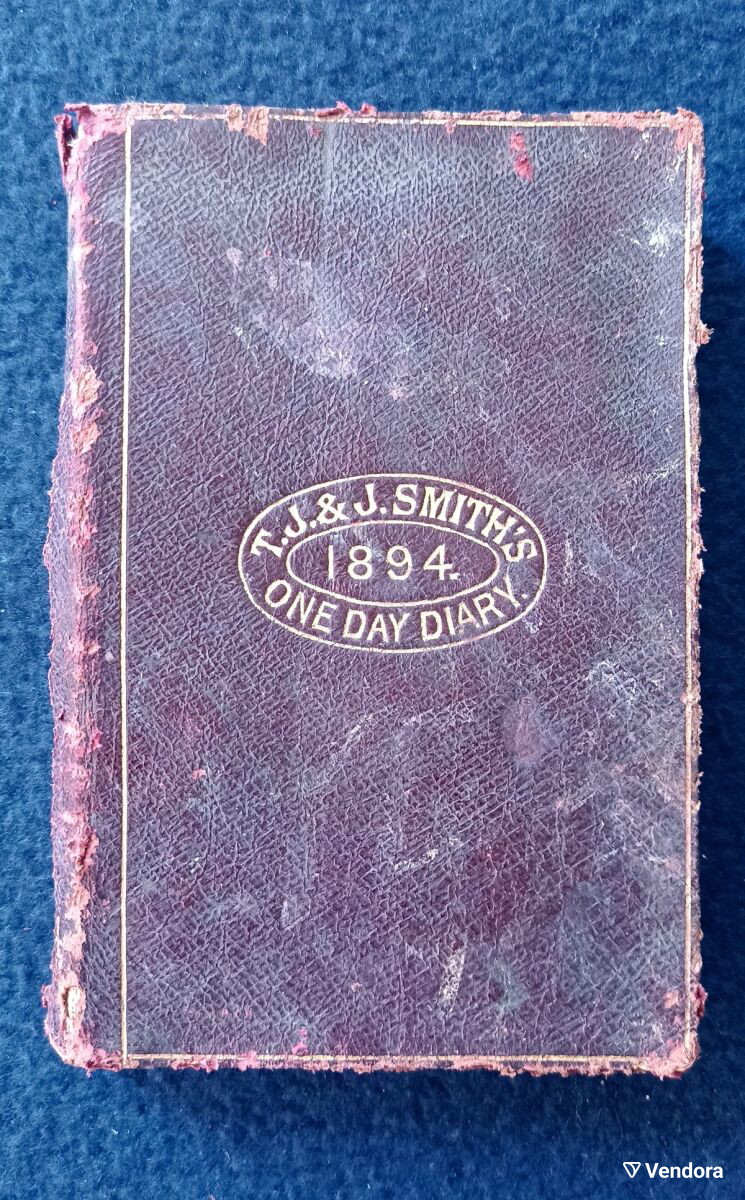 T.J.& J.SMITH'S
1894.
ONE DAY DIARY.
Vendora